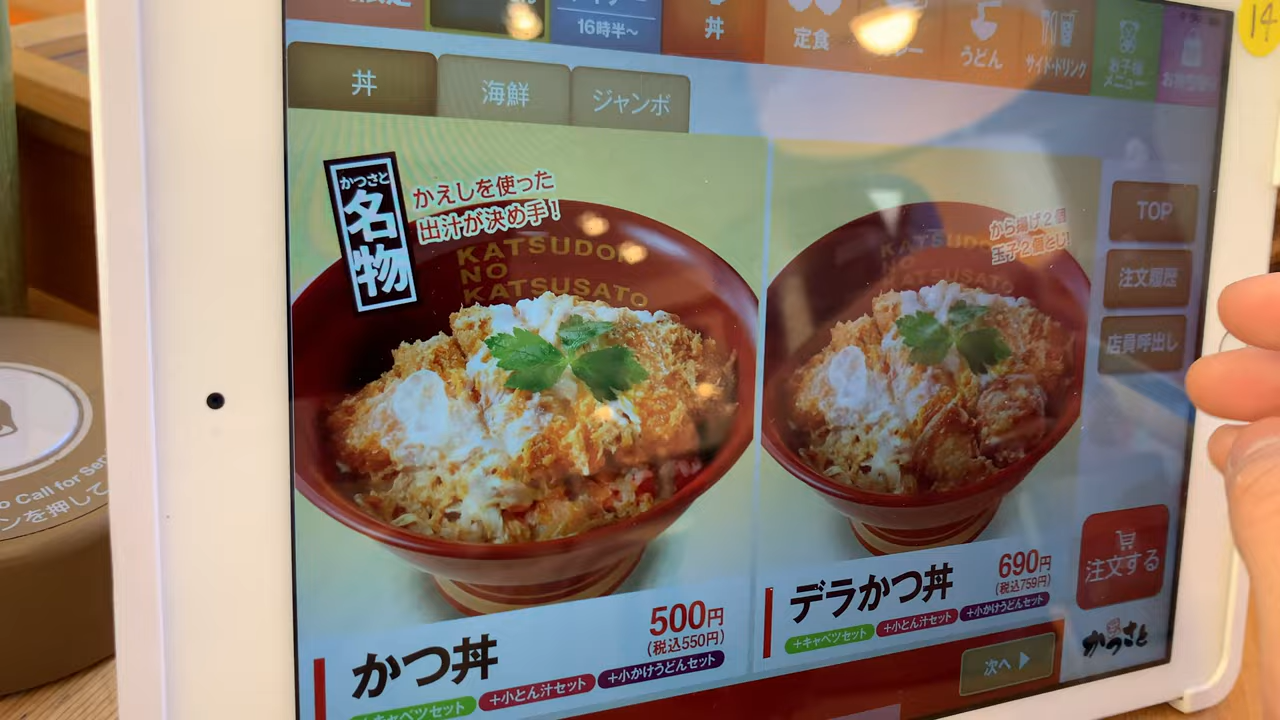 16時半～
丼
定食
うどん
サイド・ドリンク
お子様
メニュー
14
丼
海鮮
ジャンボ
かつさと
名物
かえしを使った
出汁が決め手！
KATSUDON
NO
KATSUSATO
から揚げ2個
玉子2個とじ!
KATSUDON
KATSUSATO
TOP
注文履歴
店員呼出し
注文する
かつさと
かつ丼
500円
(税込550円)
+キャベツセット
+小とん汁セット
+小かけうどんセット
デラかつ丼
690円
(税込759円)
+キャベツセット
+小とん汁セット
+小かけうどんセット
次へ
Call for Ser
ンを押して